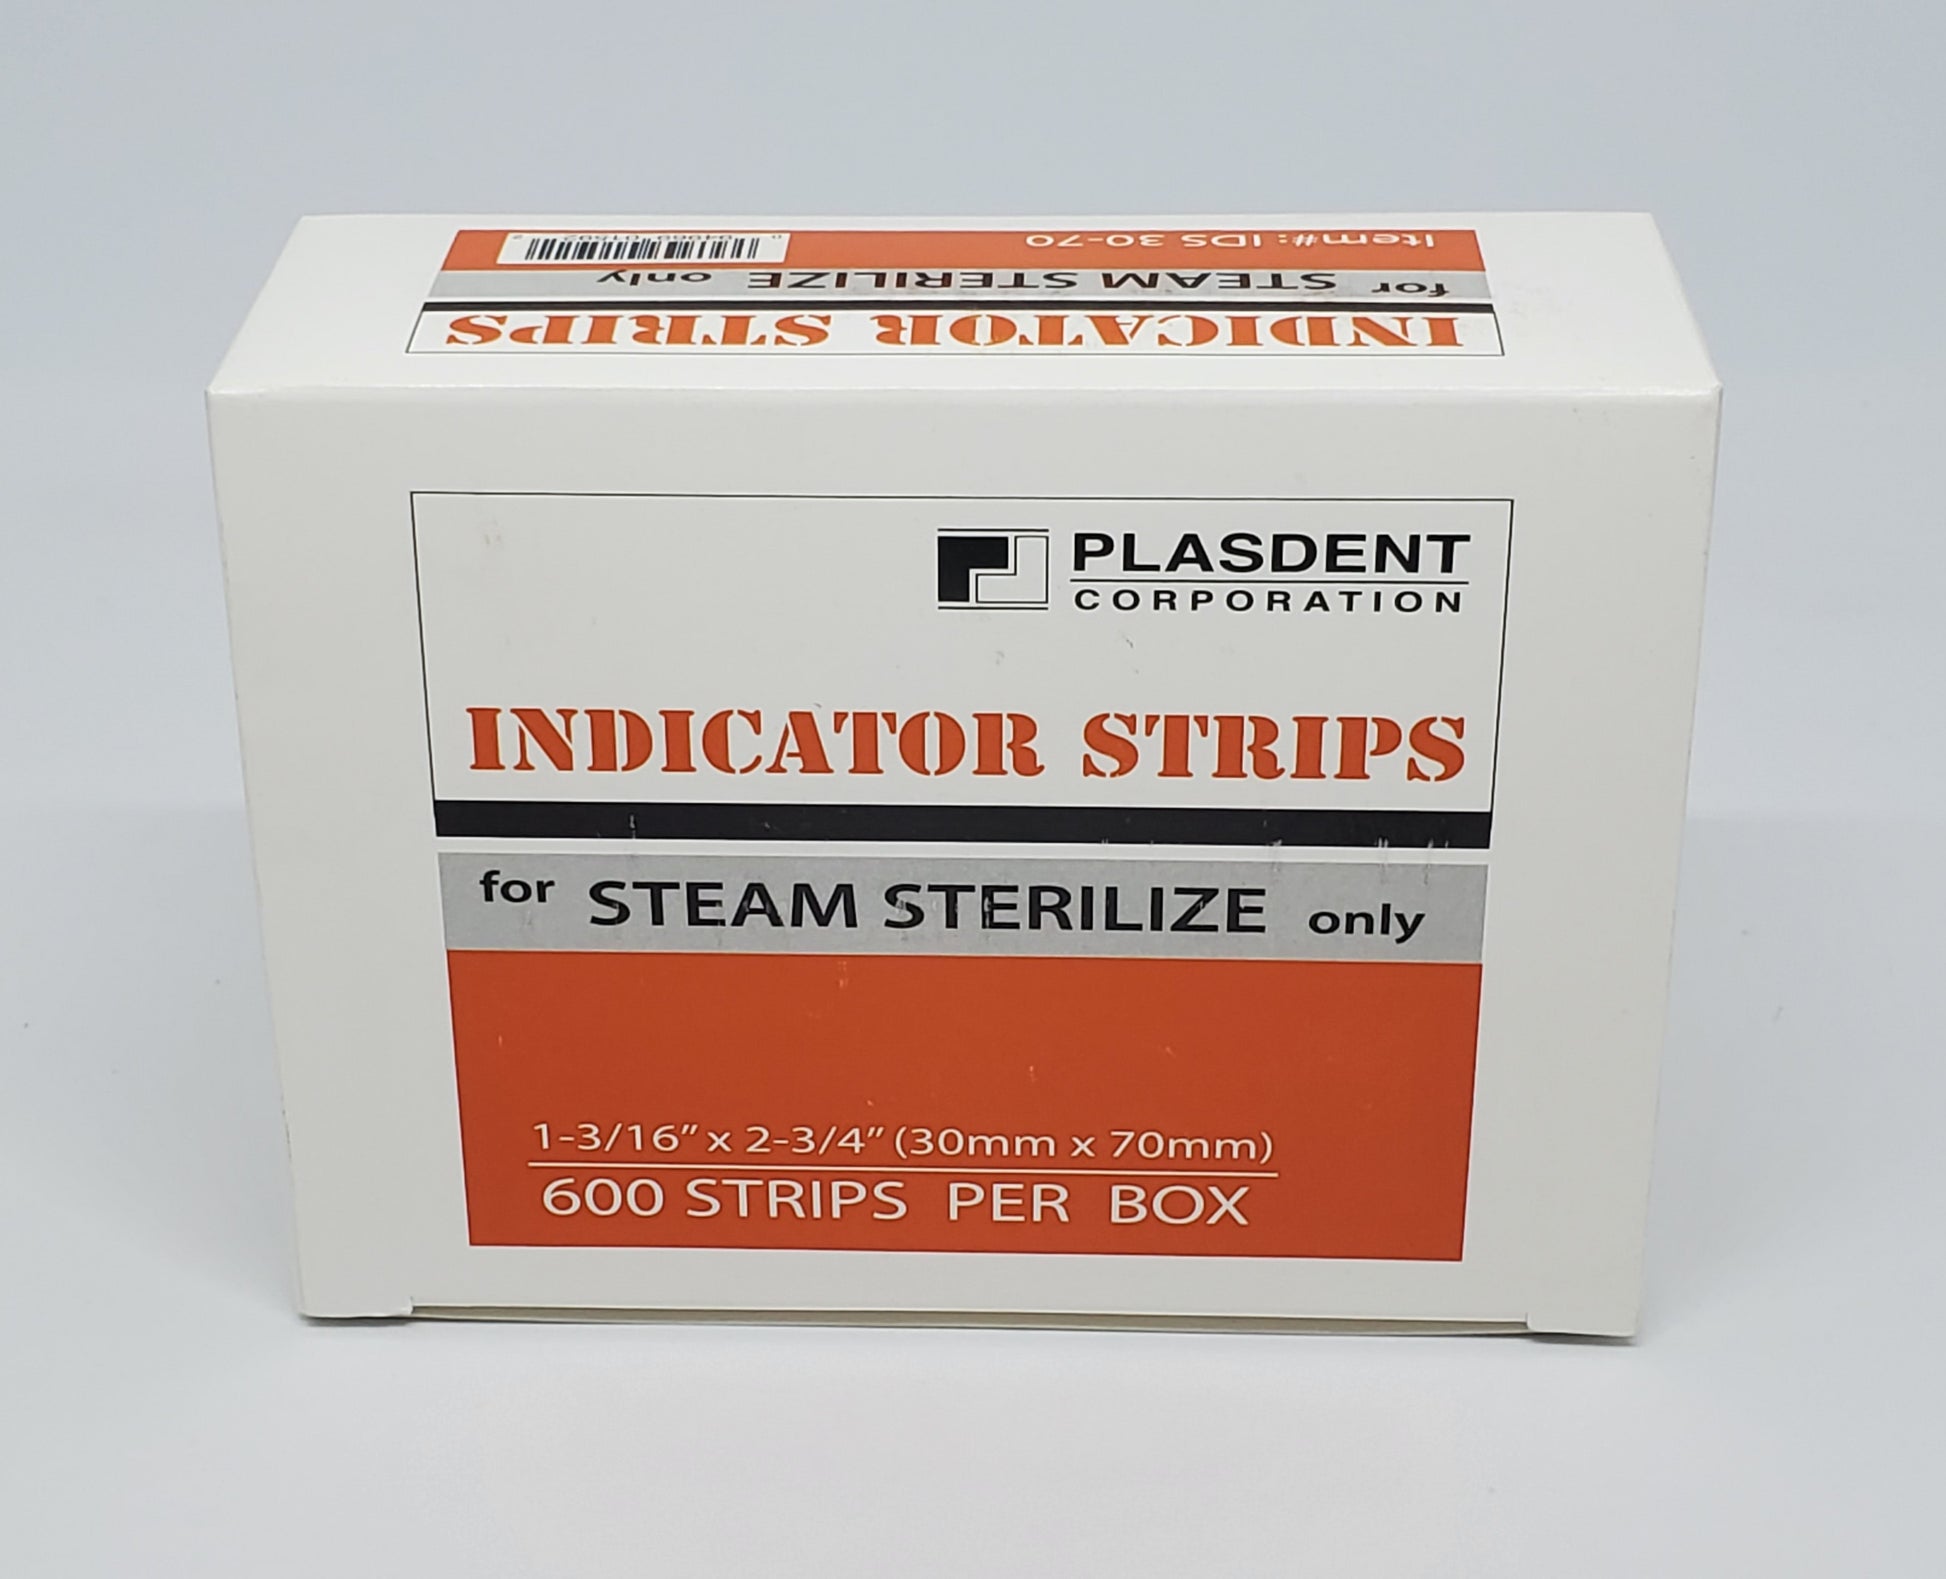 Item#: IDS 30-70
for STEAM STERILIZE only
INDICATOR STRIPS
PLASDENT
CORPORATION
INDICATOR STRIPS
for STEAM STERILIZE only
1-3/16” x 2-3/4” (30mm x 70mm)
600 STRIPS PER BOX